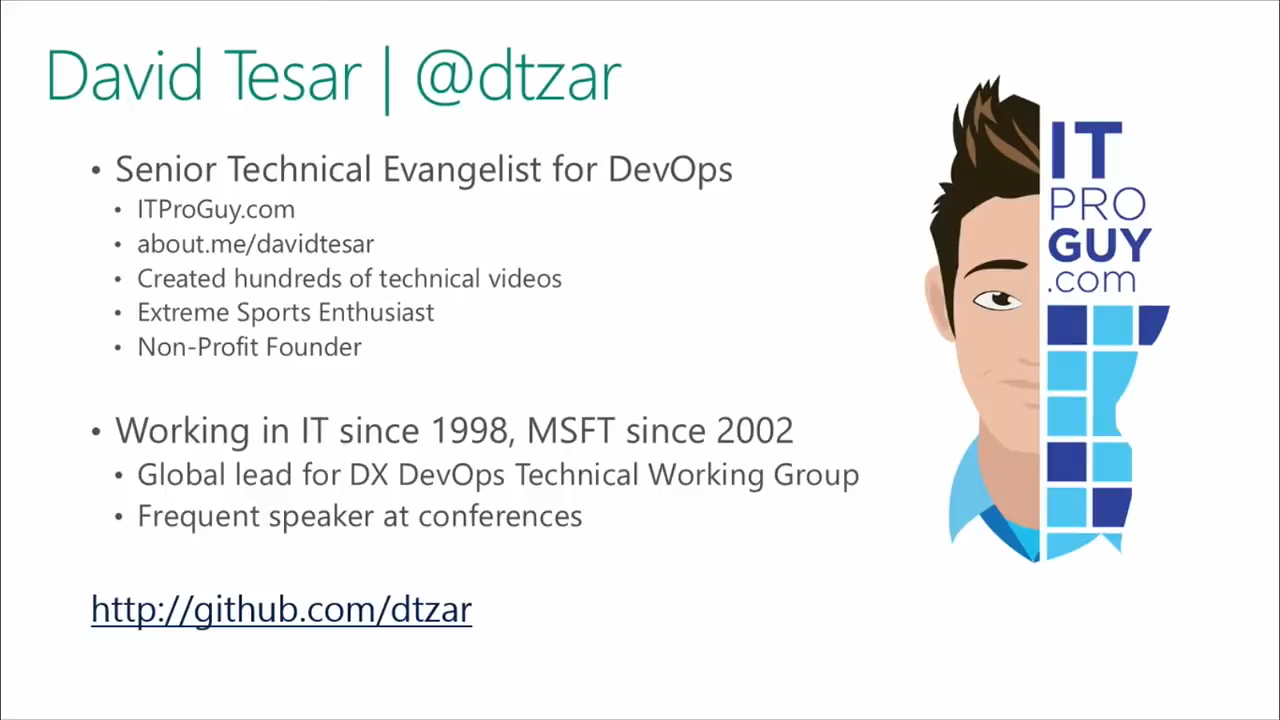 David Tesar | @dtzar
• Senior Technical Evangelist for DevOps
• ITProGuy.com
• about.me/davidtesar
• Created hundreds of technical videos
• Extreme Sports Enthusiast
• Non-Profit Founder
• Working in IT since 1998, MSFT since 2002
• Global lead for DX DevOps Technical Working Group
• Frequent speaker at conferences
http://github.com/dtzar
IT
PRO
GUY
.com